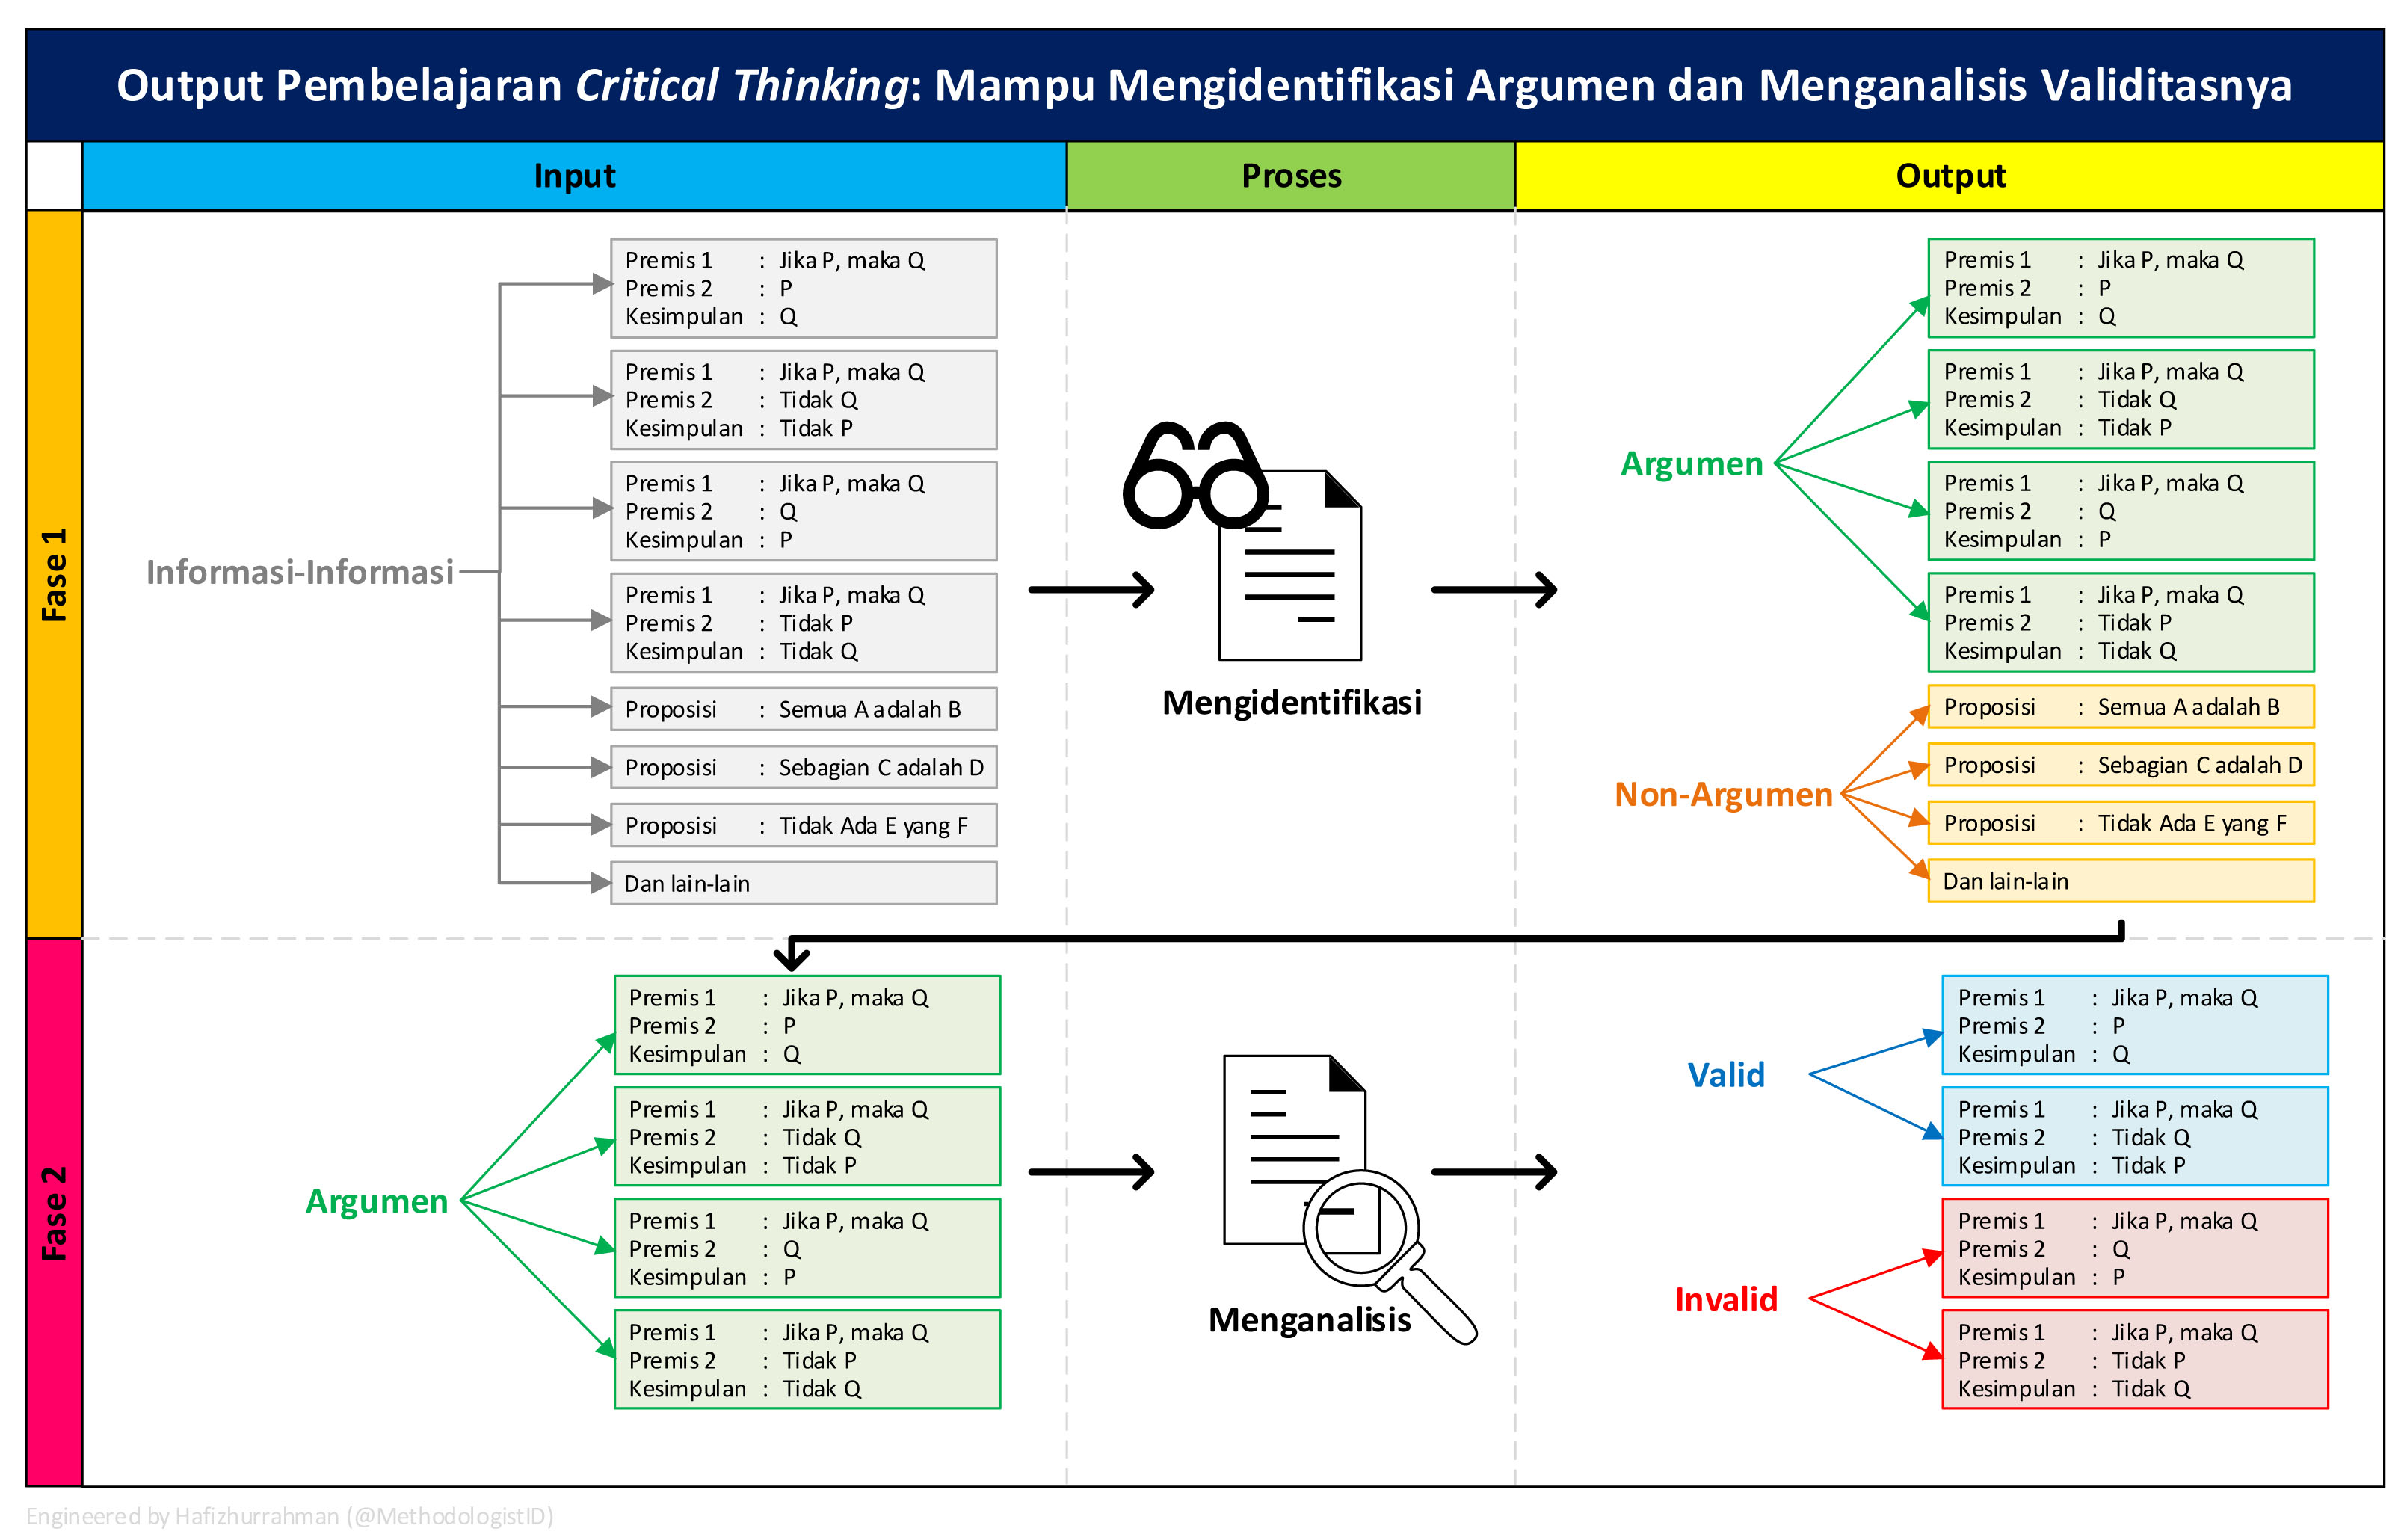 Output Pembelajaran Critical Thinking: Mampu Mengidentifikasi Argumen dan Menganalisis Validitasnya
Input
Proses
Output
Fase 1
Informasi-Informasi
Premis 1 : Jika P, maka Q
Premis 2 : P
Kesimpulan : Q
Premis 1 : Jika P, maka Q
Premis 2 : Tidak Q
Kesimpulan : Tidak P
Premis 1 : Jika P, maka Q
Premis 2 : Q
Kesimpulan : P
Premis 1 : Jika P, maka Q
Premis 2 : Tidak P
Kesimpulan : Tidak Q
Proposisi : Semua A adalah B
Proposisi : Sebagian C adalah D
Proposisi : Tidak Ada E yang F
Dan lain-lain
Mengidentifikasi
Argumen
Premis 1 : Jika P, maka Q
Premis 2 : P
Kesimpulan : Q
Premis 1 : Jika P, maka Q
Premis 2 : Tidak Q
Kesimpulan : Tidak P
Premis 1 : Jika P, maka Q
Premis 2 : Q
Kesimpulan : P
Premis 1 : Jika P, maka Q
Premis 2 : Tidak P
Kesimpulan : Tidak Q
Non-Argumen
Proposisi : Semua A adalah B
Proposisi : Sebagian C adalah D
Proposisi : Tidak Ada E yang F
Dan lain-lain
Fase 2
Argumen
Premis 1 : Jika P, maka Q
Premis 2 : P
Kesimpulan : Q
Premis 1 : Jika P, maka Q
Premis 2 : Tidak Q
Kesimpulan : Tidak P
Premis 1 : Jika P, maka Q
Premis 2 : Q
Kesimpulan : P
Premis 1 : Jika P, maka Q
Premis 2 : Tidak P
Kesimpulan : Tidak Q
Menganalisis
Valid
Premis 1 : Jika P, maka Q
Premis 2 : P
Kesimpulan : Q
Premis 1 : Jika P, maka Q
Premis 2 : Tidak Q
Kesimpulan : Tidak P
Invalid
Premis 1 : Jika P, maka Q
Premis 2 : Q
Kesimpulan : P
Premis 1 : Jika P, maka Q
Premis 2 : Tidak P
Kesimpulan : Tidak Q
Engineered by Hafizhurrahman (@MethodologistID)